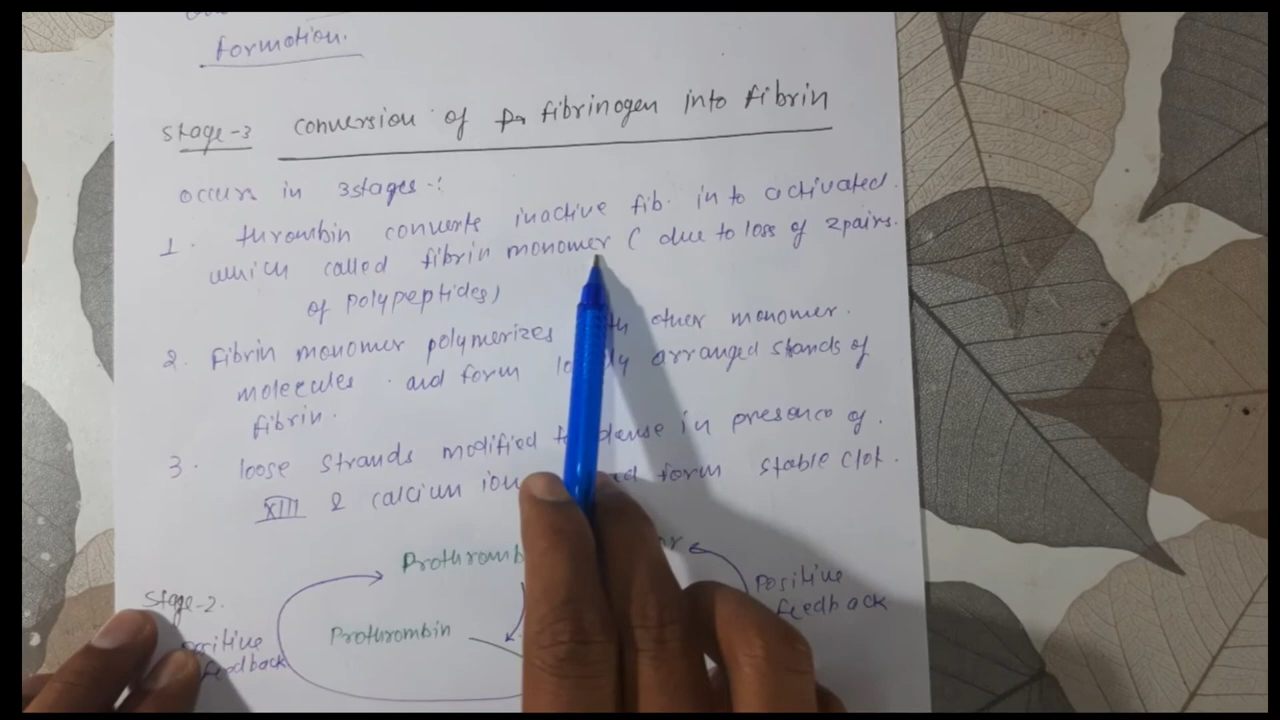 formation.
Stage-3 Conversion of fibrinogen into fibrin
occurs in 3stages -:
1. thrombin converts inactive fib. in to activated.
which called fibrin monomer ( due to loss of 2pairs.
of polypeptides)
2. Fibrin monomer polymerizes other monomer.
molecules. and form arranged stands of
fibrin.
3. loose strands modified dense in presence of.
XIII & calcium ion form stable clot.
Prothromb
Positive
feedback
Stage-2.
Positive
feedback
Prothrombin